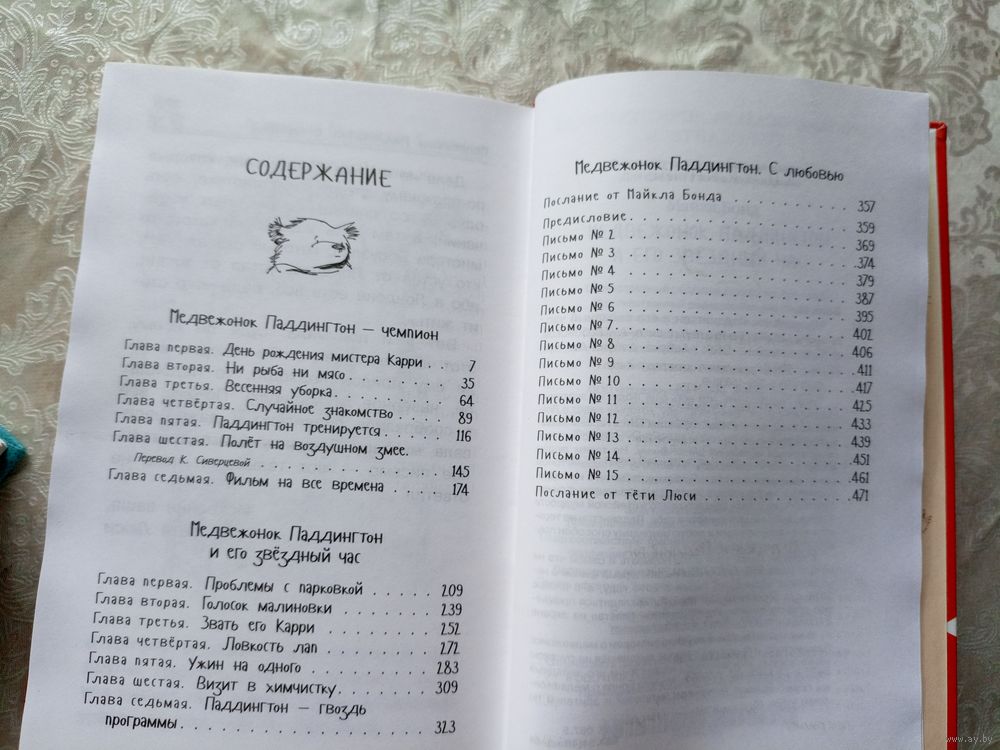 СОДЕРЖАНИЕ
Медвежонок Паддингтон — чемпион
Глава первая. День рождения мистера Карри . . 7
Глава вторая. Ни рыба ни мясо . . . . . . . . . . 35
Глава третья. Весенняя уборка. . . . . . . . . . . 64
Глава четвёртая. Случайное знакомство . . . . . 89
Глава пятая. Паддингтон тренируется. . . . . . . 116
Глава шестая. Полёт на воздушном змее.
Перевод К. Сиверцевой . . . . . . . . . . . . . . 145
Глава седьмая. Фильм на все времена . . . . . 174
Медвежонок Паддингтон
и его звёздный час
Глава первая. Проблемы с парковкой . . . . . 209
Глава вторая. Голосок малиновки . . . . . . . 239
Глава третья. Звать его Карри . . . . . . . . 252
Глава четвёртая. Ловкость лап . . . . . . . . 272
Глава пятая. Ужин на одного . . . . . . . . . 283
Глава шестая. Визит в химчистку. . . . . . . . 309
Глава седьмая. Паддингтон — гвоздь
программы. . . . . . . . . . . . . . . . . . . 323
Медвежонок Паддингтон. С любовью
Послание от Майкла Бонда . . . . . . . . . . 357
Предисловие. . . . . . . . . . . . . . . . . . 359
Письмо № 2 . . . . . . . . . . . . . . . . . . 369
Письмо № 3 . . . . . . . . . . . . . . . . . . 374
Письмо № 4 . . . . . . . . . . . . . . . . . . 379
Письмо № 5 . . . . . . . . . . . . . . . . . . 387
Письмо № 6 . . . . . . . . . . . . . . . . . . 395
Письмо № 7 . . . . . . . . . . . . . . . . . . 402
Письмо № 8 . . . . . . . . . . . . . . . . . . 406
Письмо № 9 . . . . . . . . . . . . . . . . . . 411
Письмо № 10 . . . . . . . . . . . . . . . . . 417
Письмо № 11 . . . . . . . . . . . . . . . . . 425
Письмо № 12 . . . . . . . . . . . . . . . . . 433
Письмо № 13 . . . . . . . . . . . . . . . . . 439
Письмо № 14 . . . . . . . . . . . . . . . . . 451
Письмо № 15 . . . . . . . . . . . . . . . . . 461
Послание от тёти Люси . . . . . . . . . . . . 471
www.ay.by